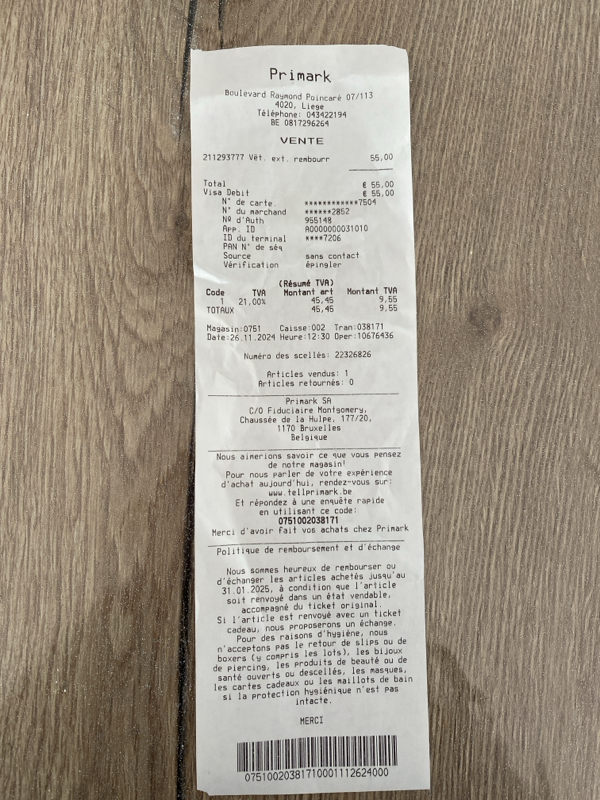 Primark
Boulevard Raymond Poincaré 07/113
4020, Liege
Téléphone: 043422194
BE 0817296264
VENTE
211293777 Vêt. ext. rembourr 55,00
Total € 55,00
Visa Debit € 55,00
N° de carte ************7504
N° du marchand ******2852
Nº d'Auth 955148
App. ID A0000000031010
ID du terminal ****7206
PAN N° de séq
Source sans contact
Vérification épingler
(Résumé TVA)
Code TVA Montant art Montant TVA
1 21,00% 45,45 9,55
TOTAUX 45,45 9,55
Magasin:0751 Caisse:002 Tran:038171
Date:26.11.2024 Heure:12:30 Oper:10676436
Numéro des scellés: 22326826
Articles vendus: 1
Articles retournés: 0
Primark SA
C/O Fiduciaire Montgomery,
Chaussée de la Hulpe, 177/20,
1170 Bruxelles
Belgique
Nous aimerions savoir ce que vous pensez
de notre magasin!
Pour nous parler de votre expérience
d'achat aujourd'hui, rendez-vous sur:
www.tellprimark.be
Et répondez à une enquête rapide
en utilisant ce code:
0751002038171
Merci d'avoir fait vos achats chez Primark
Politique de remboursement et d'échange
Nous sommes heureux de rembourser ou
d'échanger les articles achetés jusqu'au
31.01.2025, à condition que l'article
soit renvoyé dans un état vendable,
accompagné du ticket original.
Si l'article est renvoyé avec un ticket
cadeau, nous proposerons un échange.
Pour des raisons d'hygiène, nous
n'acceptons pas le retour de slips ou de
boxers (y compris les lots), les bijoux
de piercing, les produits de beauté ou de
santé ouverts ou descellés, les masques,
les cartes cadeaux ou les maillots de bain
si la protection hygiénique n'est pas
intacte.
MERCI
07510020381710001112624000